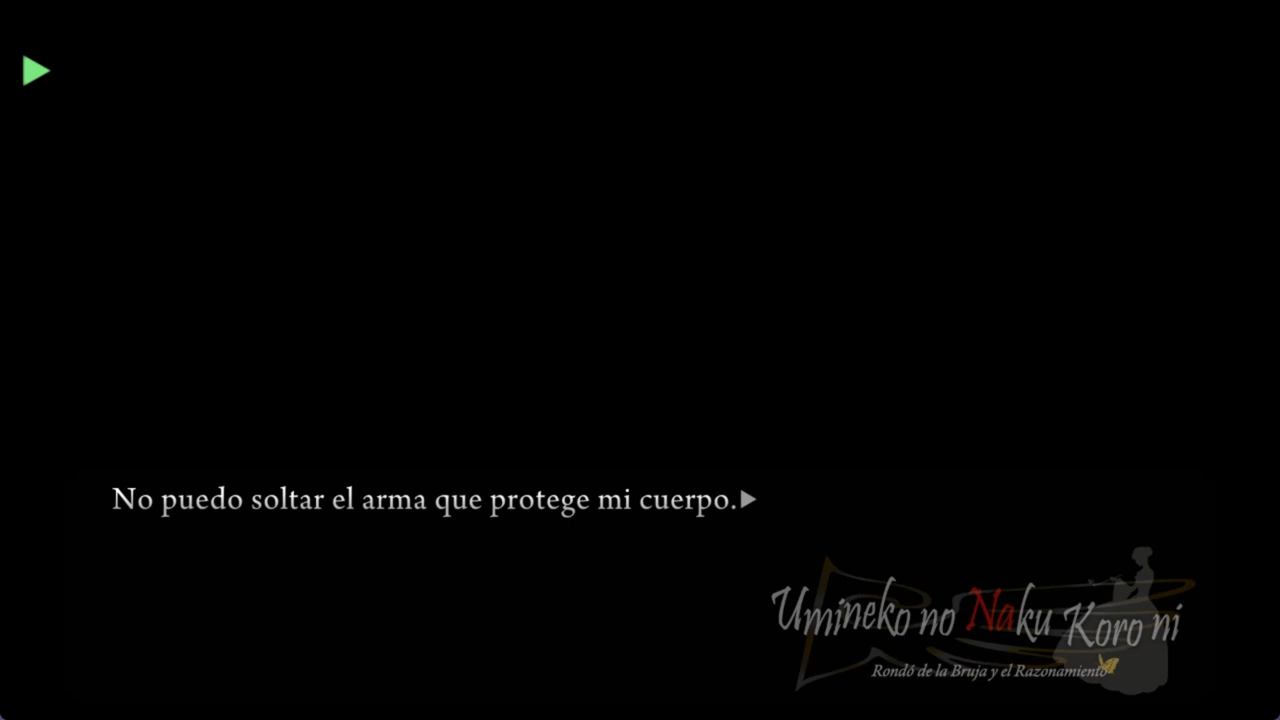 No puedo soltar el arma que protege mi cuerpo.
Umineko no Naku Koro ni
Rondó de la Bruja y el Razonamiento